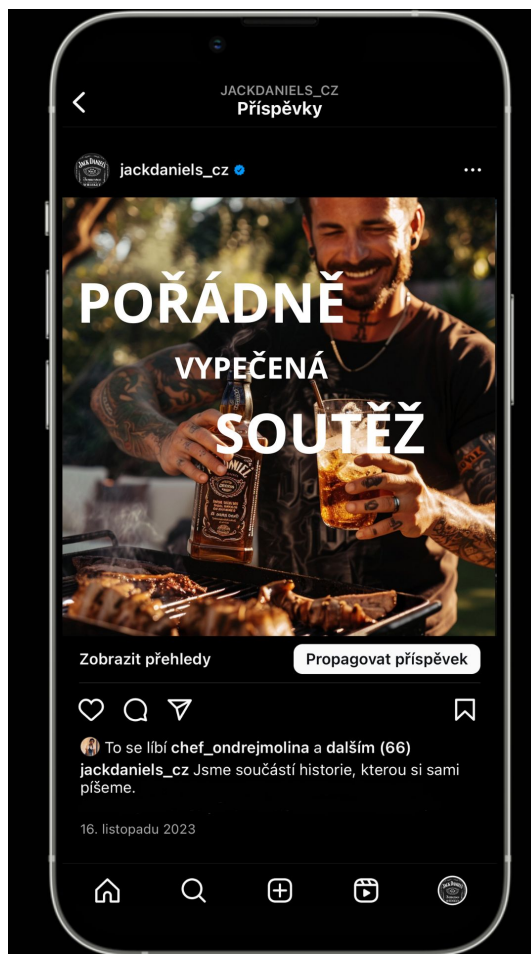 JACKDANIELS_CZ
Příspěvky
jackdaniels_cz
POŘÁDNĚ
VYPEČENÁ
SOUTĚŽ
Zobrazit přehledy
Propagovat příspěvek
To se líbí chef_ondrejmolina a dalším (66)
jackdaniels_cz Jsme součástí historie, kterou si sami
píšeme.
16. listopadu 2023